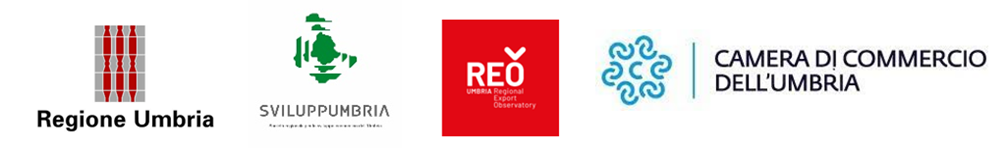 Regione Umbria
SVILUPPUMBRIA
REO
UMBRIA Regional
Export
Observatory
C
CAMERA DI COMMERCIO
DELL'UMBRIA